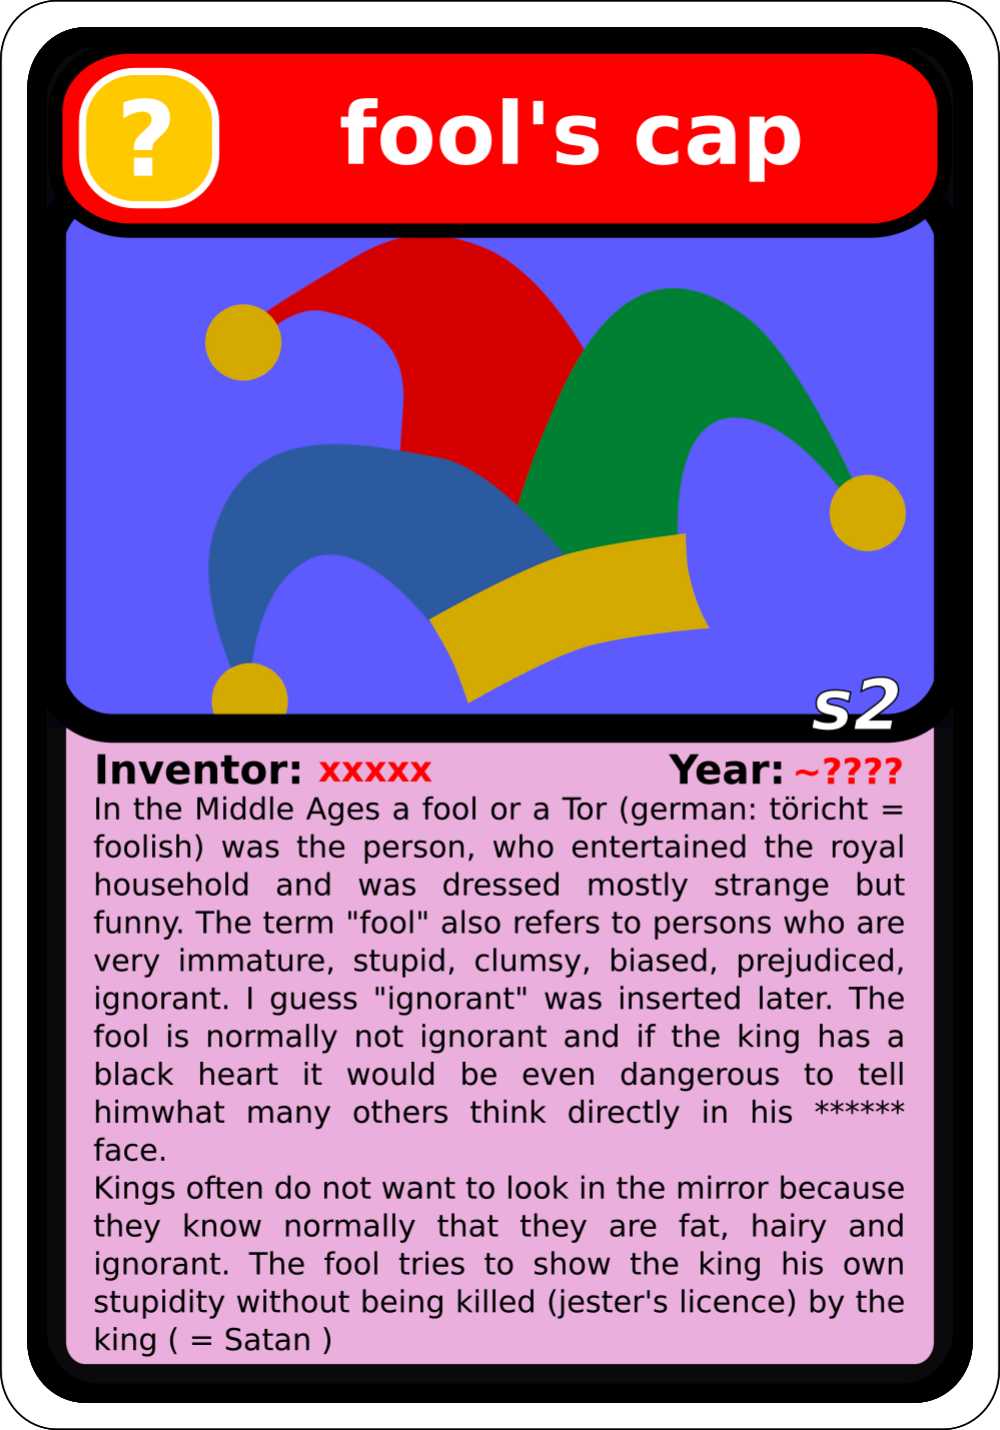 ?
fool's cap
s2
Inventor: xxxxx Year: ~????
In the Middle Ages a fool or a Tor (german: töricht =
foolish) was the person, who entertained the royal
household and was dressed mostly strange but
funny. The term "fool" also refers to persons who are
very immature, stupid, clumsy, biased, prejudiced,
ignorant. I guess "ignorant" was inserted later. The
fool is normally not ignorant and if the king has a
black heart it would be even dangerous to tell
himwhat many others think directly in his ******
face.
Kings often do not want to look in the mirror because
they know normally that they are fat, hairy and
ignorant. The fool tries to show the king his own
stupidity without being killed (jester's licence) by the
king ( = Satan )